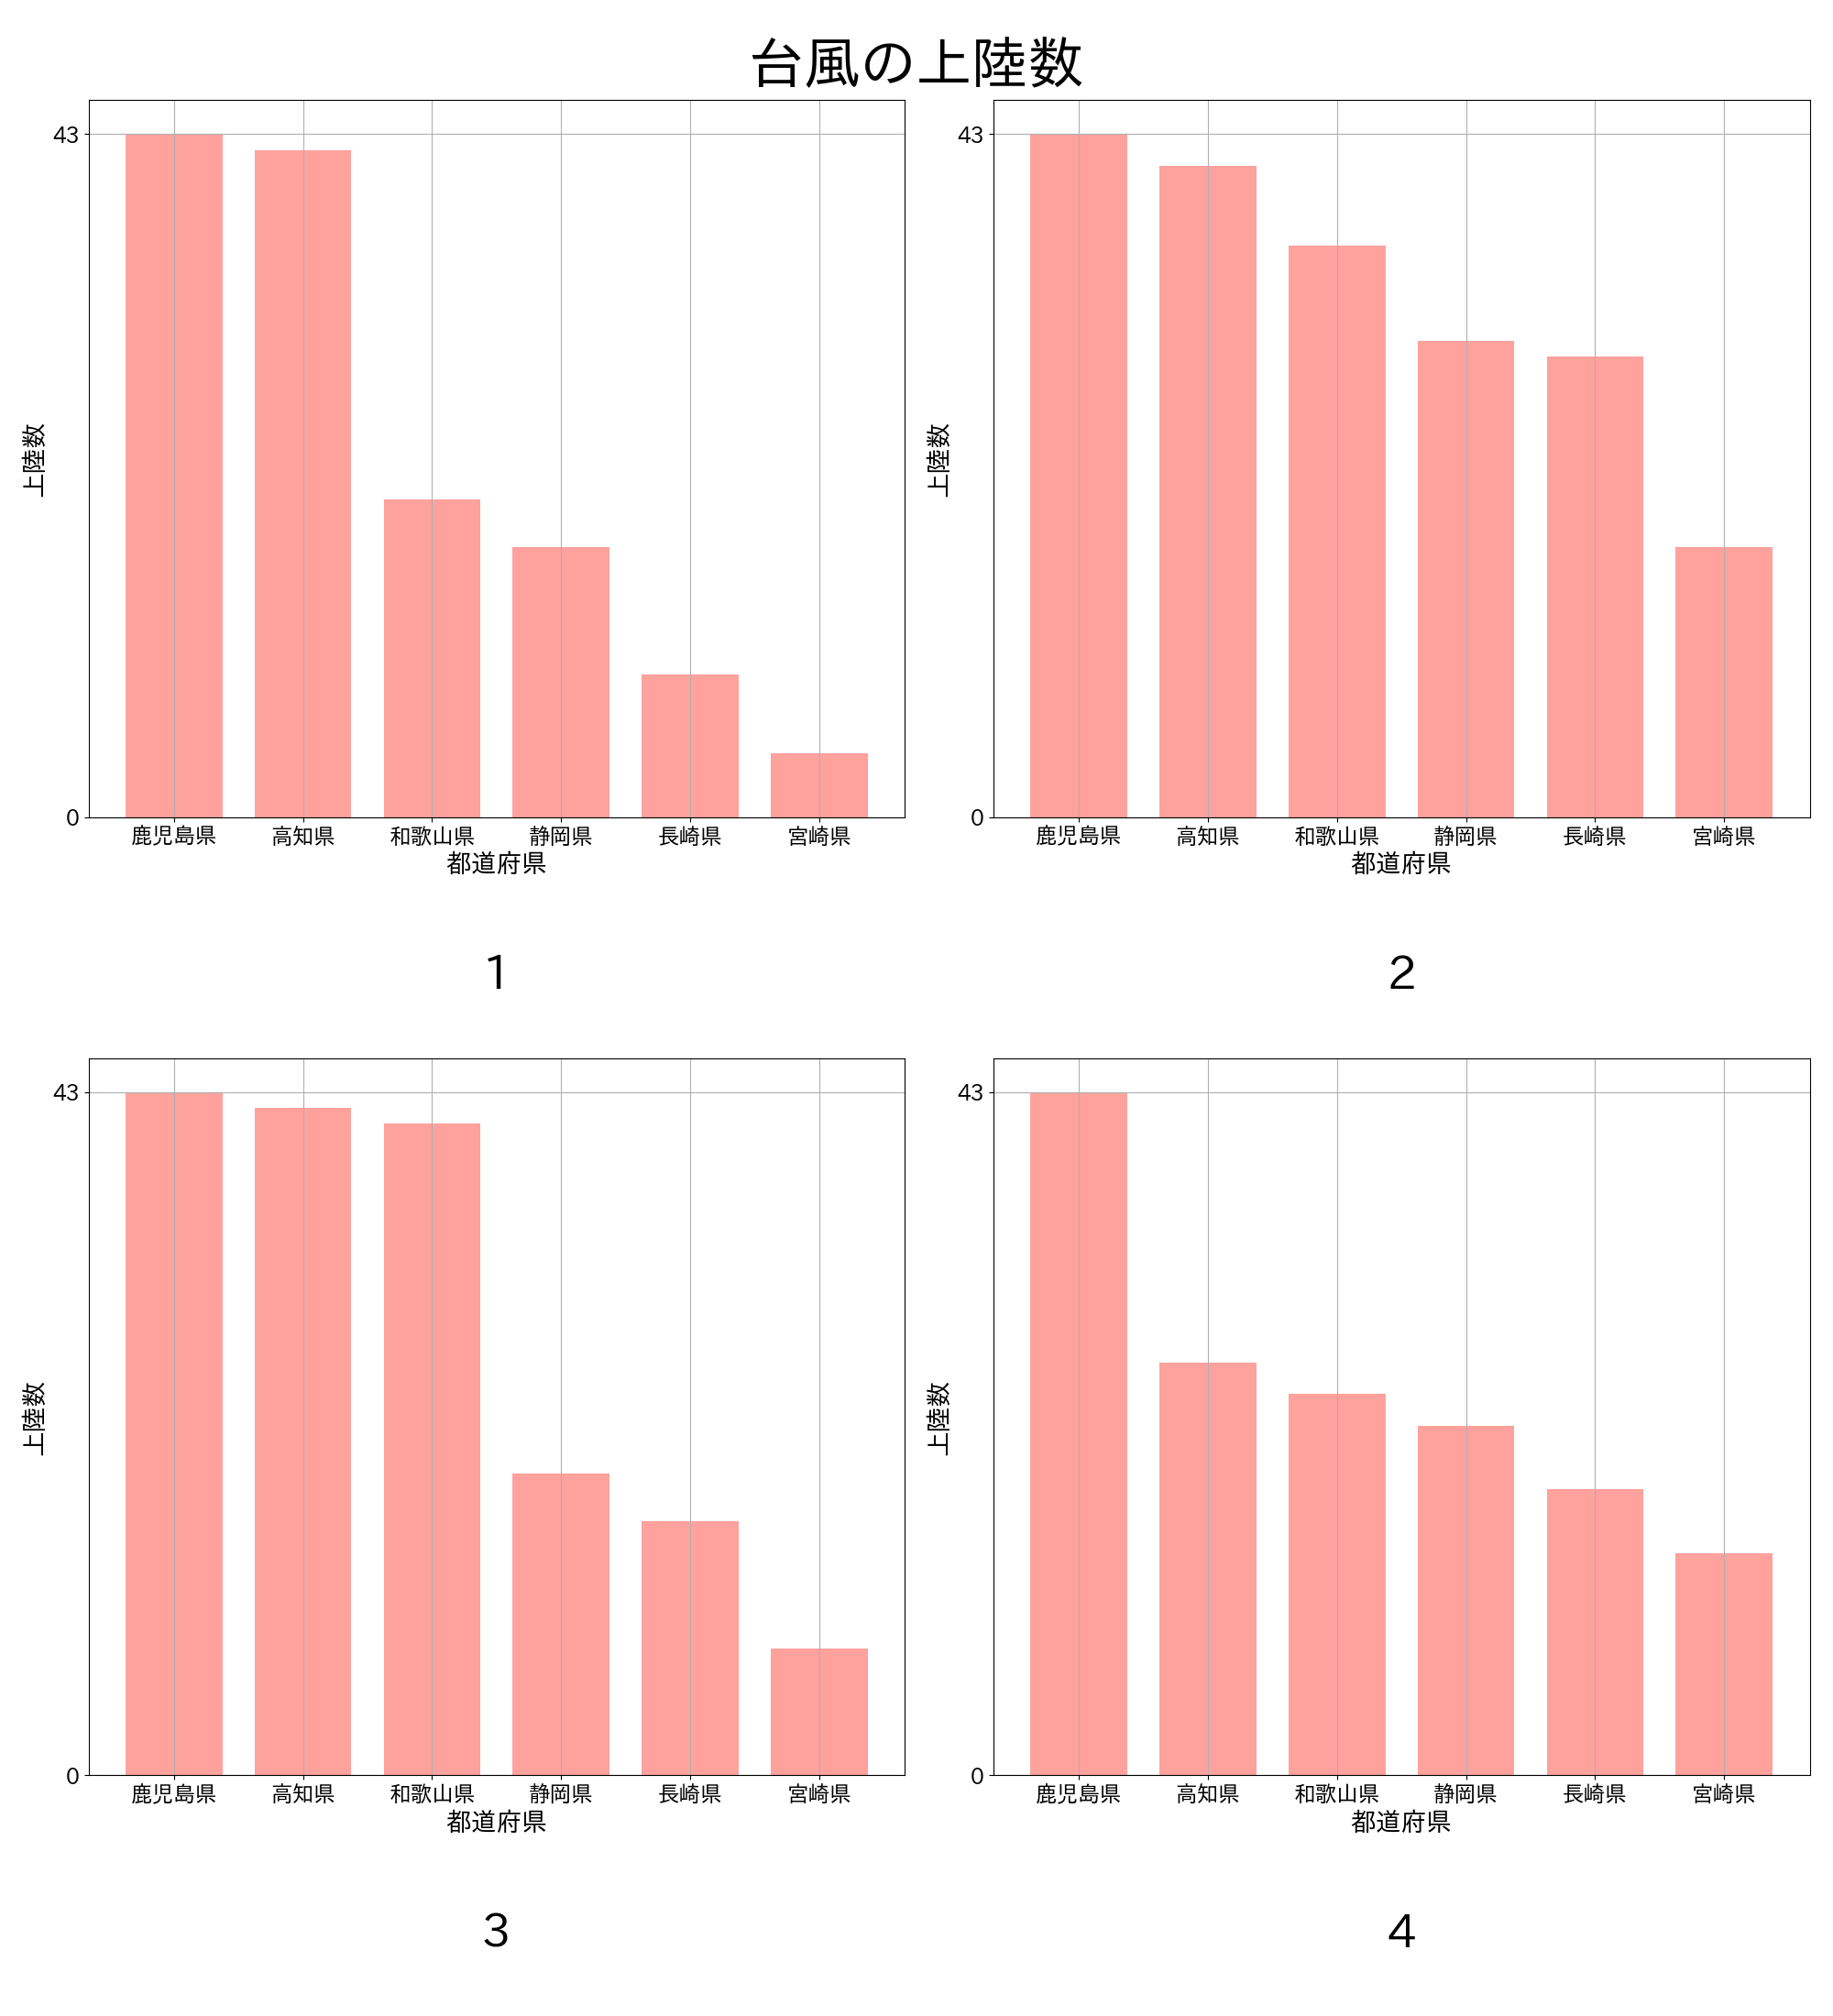 台風の上陸数
43
0
上陸数
鹿児島県 高知県 和歌山県 静岡県 長崎県 宮崎県
都道府県
1
43
0
上陸数
鹿児島県 高知県 和歌山県 静岡県 長崎県 宮崎県
都道府県
2
43
0
上陸数
鹿児島県 高知県 和歌山県 静岡県 長崎県 宮崎県
都道府県
3
43
0
上陸数
鹿児島県 高知県 和歌山県 静岡県 長崎県 宮崎県
都道府県
4